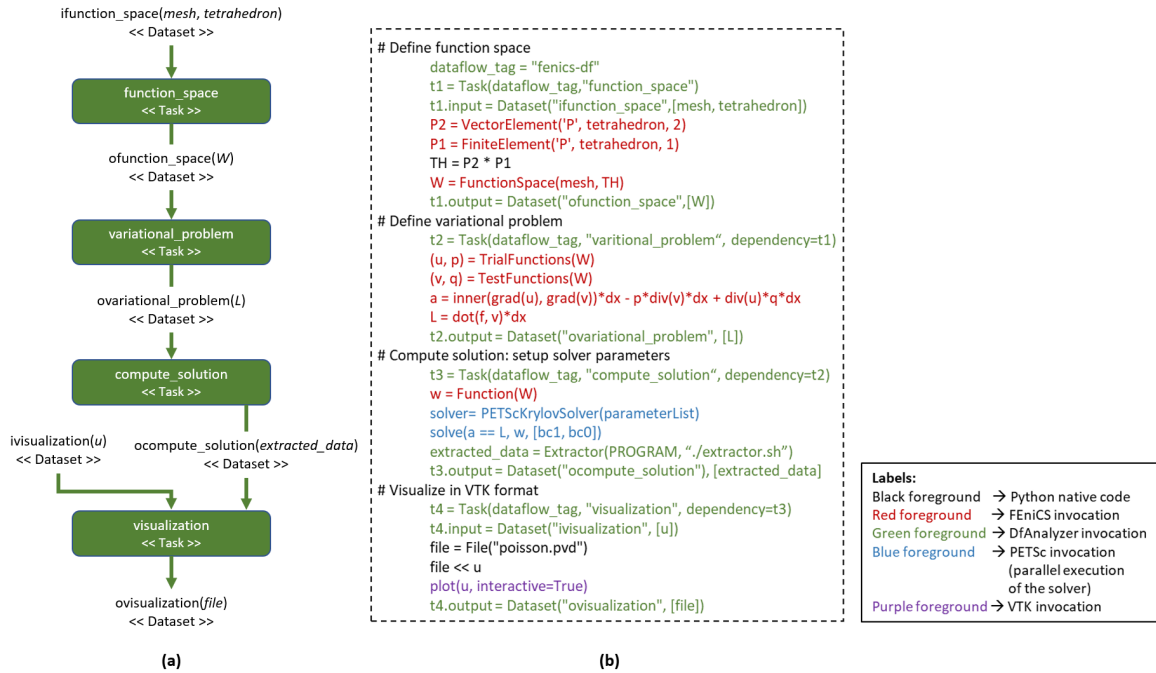 ifunction_space(mesh, tetrahedron)
<< Dataset >>
function_space
<< Task >>
ofunction_space(W)
<< Dataset >>
variational_problem
<< Task >>
ovariational_problem(L)
<< Dataset >>
compute_solution
<< Task >>
ivisualization(u)
<< Dataset >>
ocompute_solution(extracted_data)
<< Dataset >>
visualization
<< Task >>
ovisualization(file)
<< Dataset >>
(a)
# Define function space
dataflow_tag = "fenics-df"
t1 = Task(dataflow_tag,"function_space")
t1.input = Dataset("ifunction_space",[mesh, tetrahedron])
P2 = VectorElement('P', tetrahedron, 2)
P1 = FiniteElement('P', tetrahedron, 1)
TH = P2 * P1
W = FunctionSpace(mesh, TH)
t1.output = Dataset("ofunction_space",[W])
# Define variational problem
t2 = Task(dataflow_tag, "varitional_problem“, dependency=t1)
(u, p) = TrialFunctions(W)
(v, q) = TestFunctions(W)
a = inner(grad(u), grad(v))*dx - p*div(v)*dx + div(u)*q*dx
L = dot(f, v)*dx
t2.output = Dataset("ovariational_problem", [L])
# Compute solution: setup solver parameters
t3 = Task(dataflow_tag, "compute_solution“, dependency=t2)
w = Function(W)
solver= PETScKrylovSolver(parameterList)
solve(a == L, w, [bc1, bc0])
extracted_data = Extractor(PROGRAM, “./extractor.sh”)
t3.output = Dataset("ocompute_solution"), [extracted_data]
# Visualize in VTK format
t4 = Task(dataflow_tag, "visualization", dependency=t3)
t4.input = Dataset("ivisualization", [u])
file = File("poisson.pvd")
file << u
plot(u, interactive=True)
t4.output = Dataset("ovisualization", [file])
(b)
Labels:
Black foreground → Python native code
Red foreground → FEniCS invocation
Green foreground → DfAnalyzer invocation
Blue foreground → PETSc invocation
(parallel execution
of the solver)
Purple foreground → VTK invocation